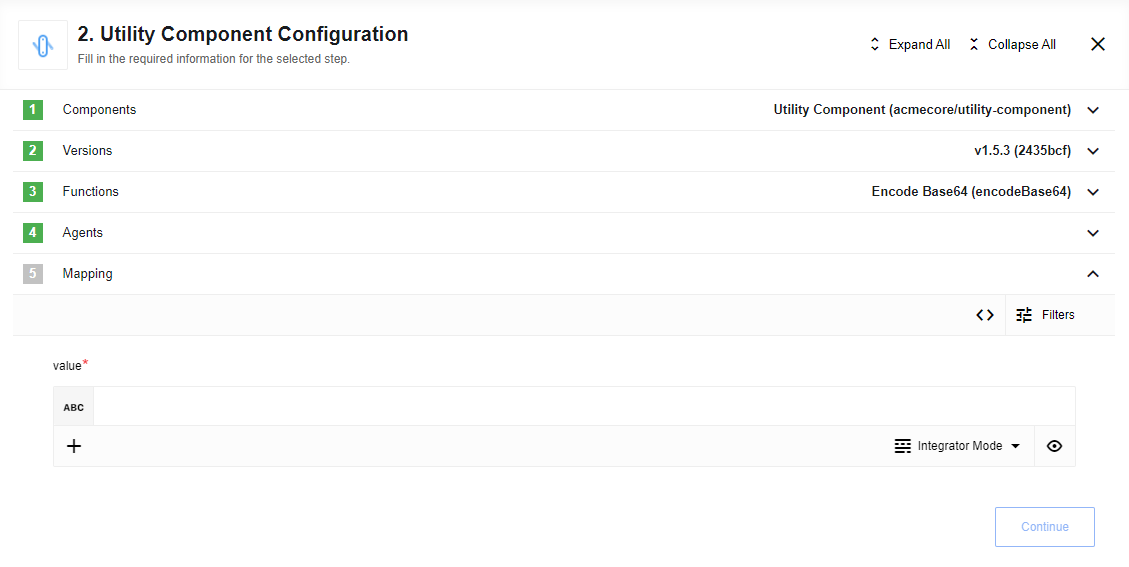 2. Utility Component Configuration
Fill in the required information for the selected step.
Expand All
Collapse All
1 Components Utility Component (acmecore/utility-component)
2 Versions v1.5.3 (2435bcf)
3 Functions Encode Base64 (encodeBase64)
4 Agents
5 Mapping
Filters
value*
ABC
Integrator Mode
Continue